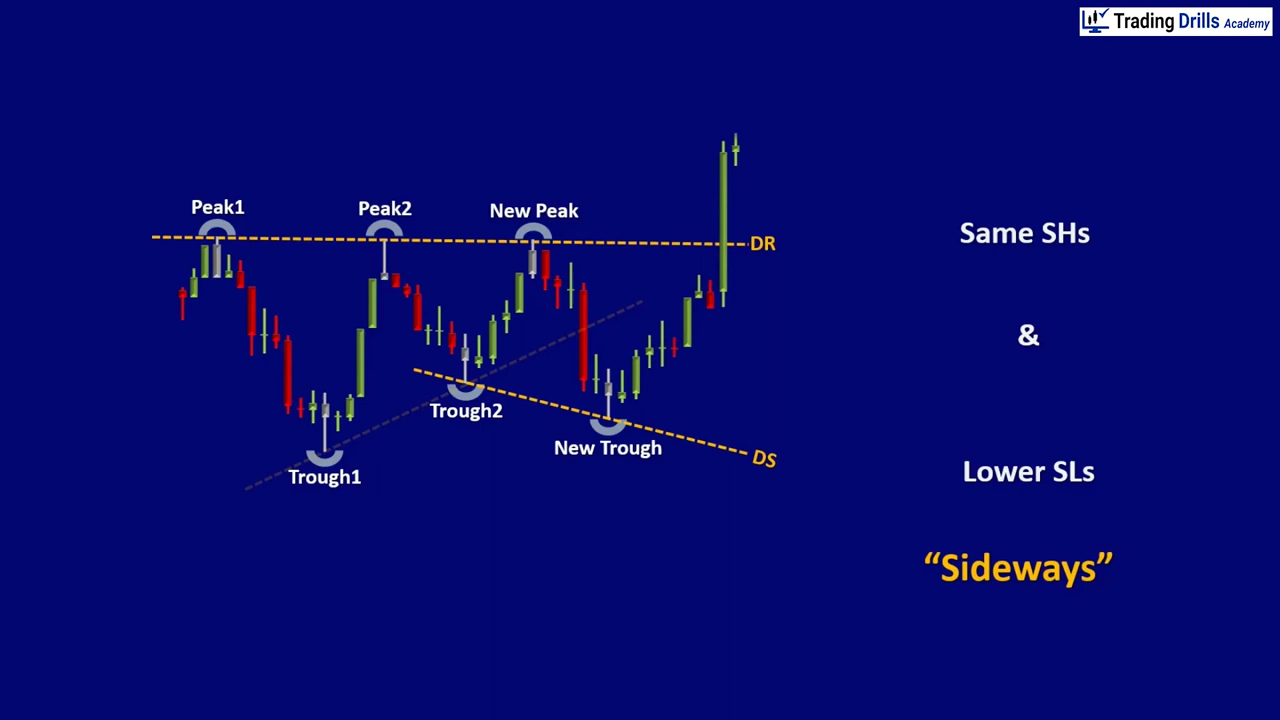 Trading Drills Academy
Peak1
Peak2
New Peak
DR
Same SHs
&
Trough2
New Trough
DS
Trough1
Lower SLs
“Sideways”